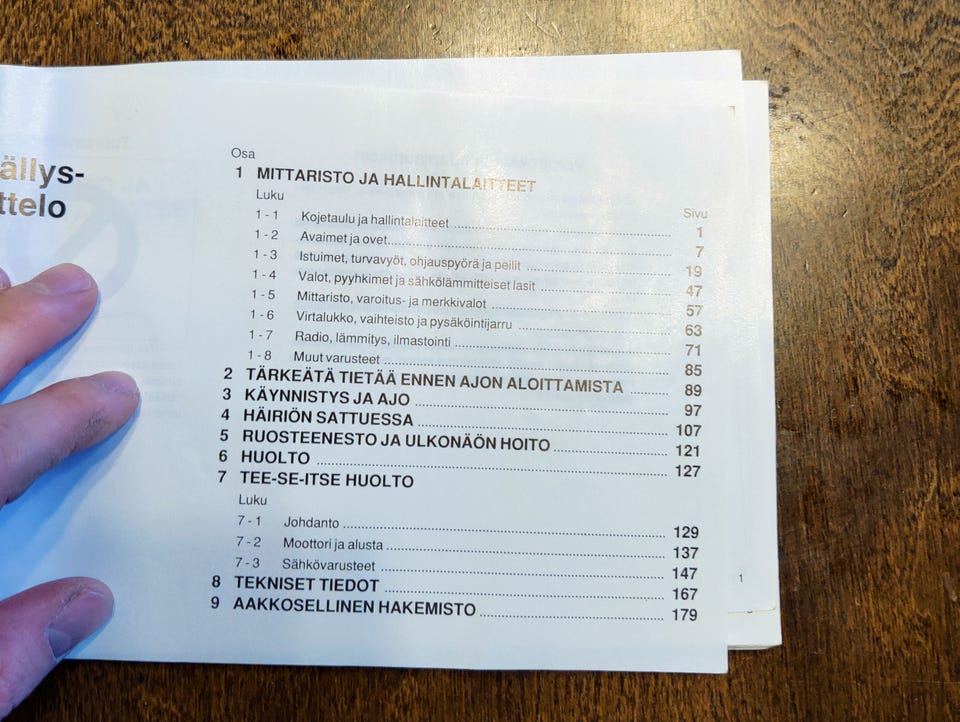 ällys-
ttelo
Osa
1 MITTARISTO JA HALLINTALAITTEET
Luku
Sivu
1 - 1 Kojetaulu ja hallintalaitteet 1
1 - 2 Avaimet ja ovet 7
1 - 3 Istuimet, turvavyöt, ohjauspyörä ja peilit 19
1 - 4 Valot, pyyhkimet ja sähkölämmitteiset lasit 47
1 - 5 Mittaristo, varoitus- ja merkkivalot 57
1 - 6 Virtalukko, vaihteisto ja pysäköintijarru 63
1 - 7 Radio, lämmitys, ilmastointi 71
1 - 8 Muut varusteet 85
2 TÄRKEÄTÄ TIETÄÄ ENNEN AJON ALOITTAMISTA 89
3 KÄYNNISTYS JA AJO 97
4 HÄIRIÖN SATTUESSA 107
5 RUOSTEENESTO JA ULKONÄÖN HOITO 121
6 HUOLTO 127
7 TEE-SE-ITSE HUOLTO
Luku
7 - 1 Johdanto 129
7 - 2 Moottori ja alusta 137
7 - 3 Sähkövarusteet 147
8 TEKNISET TIEDOT 167
9 AAKKOSELLINEN HAKEMISTO 179
1